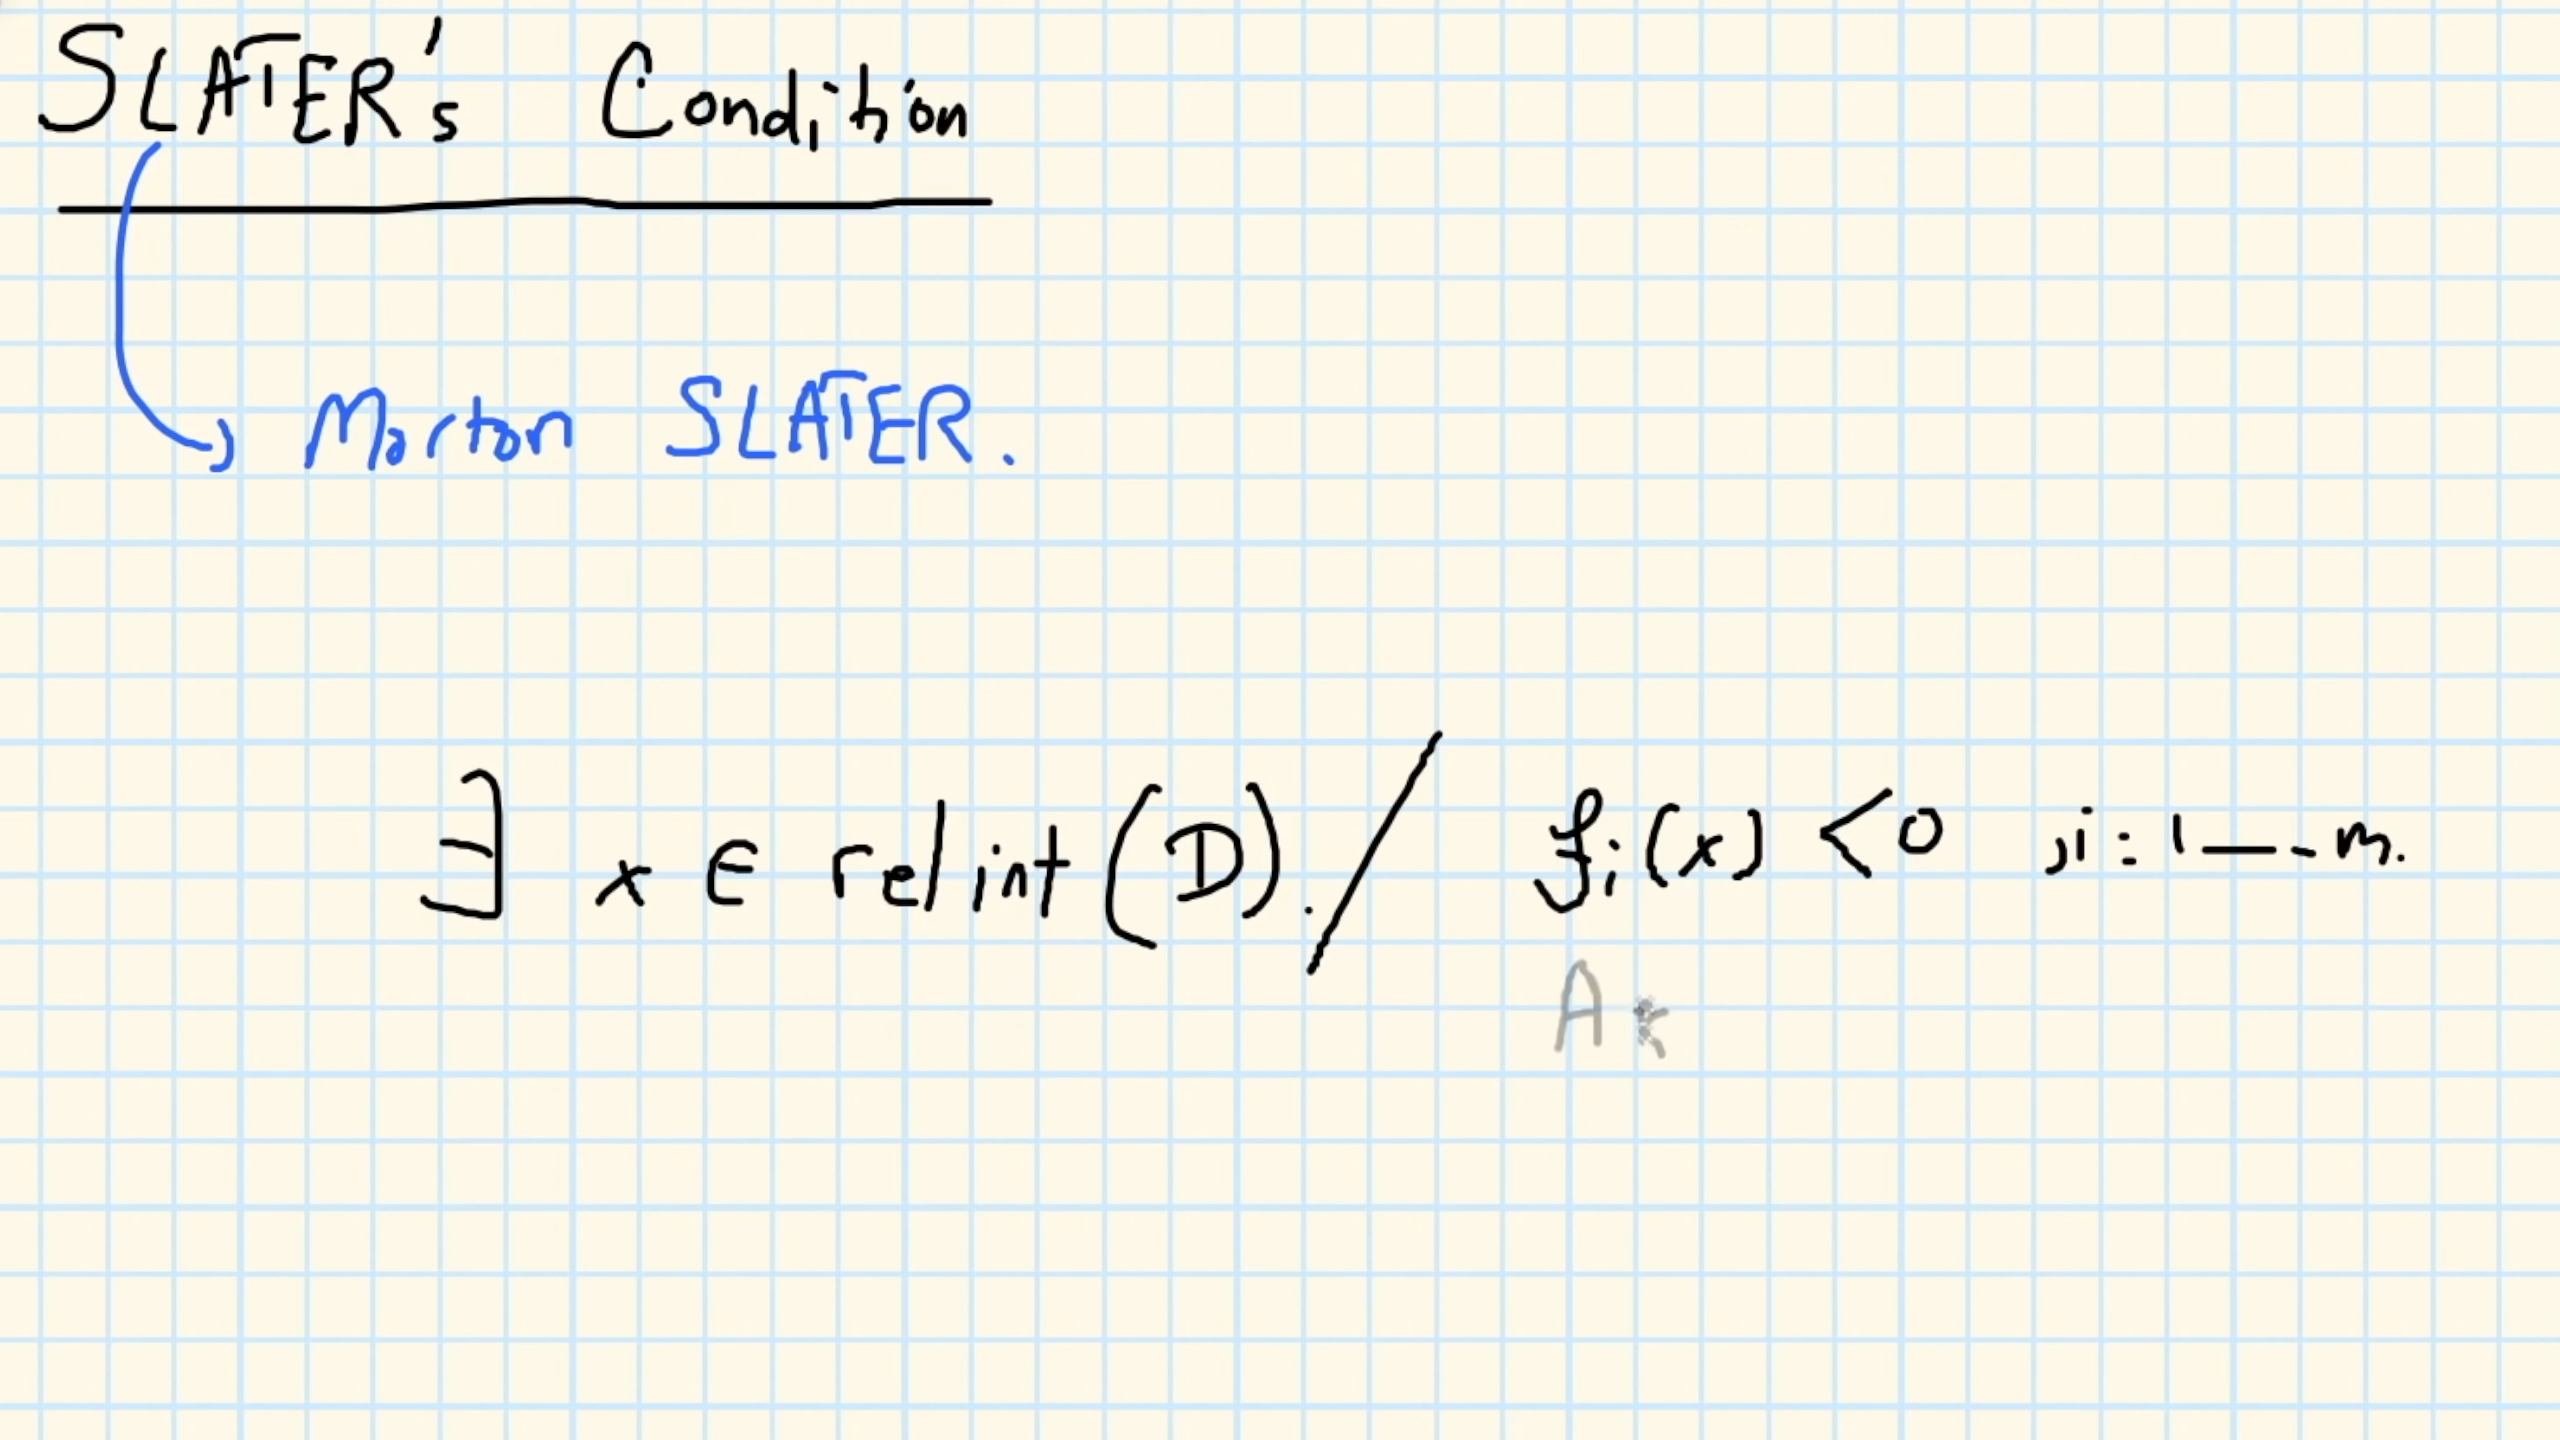 SLATER's Condition
Morton SLATER.
∃ x ∈ relint(D). / fi(x) < 0 , i = 1 _ _ m.
A